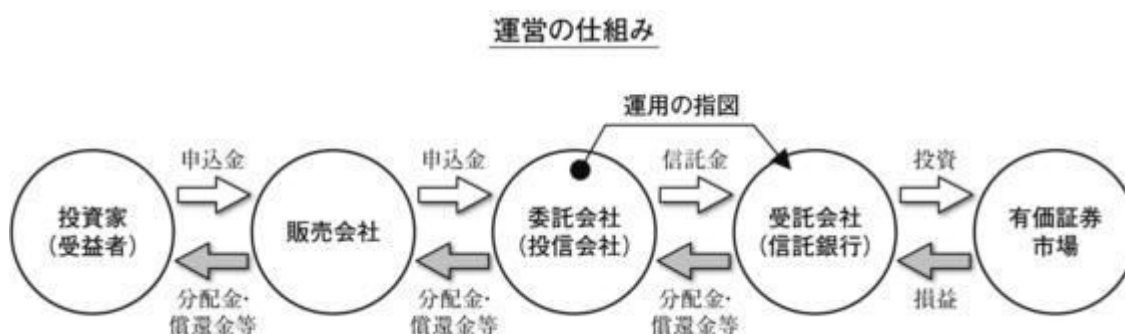 運営の仕組み
運用の指図
申込金
申込金
信託金
投資
投資家
(受益者)
販売会社
委託会社
(投信会社)
受託会社
(信託銀行)
有価証券
市場
分配金・
償還金等
分配金・
償還金等
分配金・
償還金等
損益